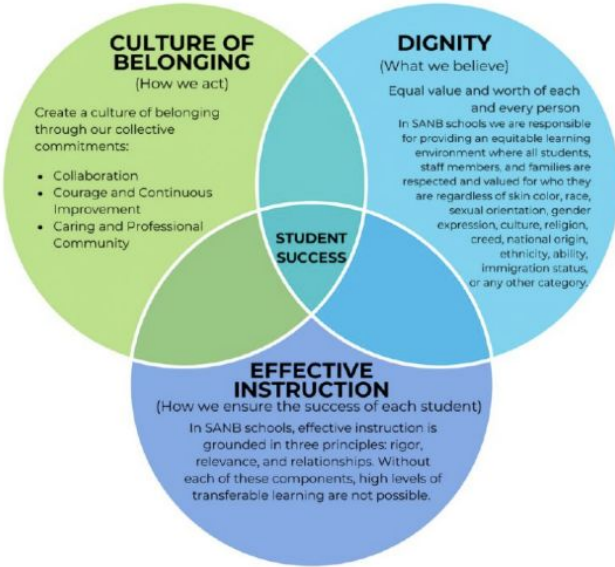 CULTURE OF
BELONGING
(How we act)
Create a culture of belonging
through our collective
commitments:
• Collaboration
• Courage and Continuous
Improvement
• Caring and Professional
Community
DIGNITY
(What we believe)
Equal value and worth of each
and every person
In SANB schools we are responsible
for providing an equitable learning
environment where all students,
staff members, and families are
respected and valued for who they
are regardless of skin color, race,
sexual orientation, gender
expression, culture, religion,
creed, national origin,
ethnicity, ability,
immigration status,
or any other category.
STUDENT
SUCCESS
EFFECTIVE
INSTRUCTION
(How we ensure the success of each student)
In SANB schools, effective instruction is
grounded in three principles: rigor,
relevance, and relationships. Without
each of these components, high levels of
transferable learning are not possible.